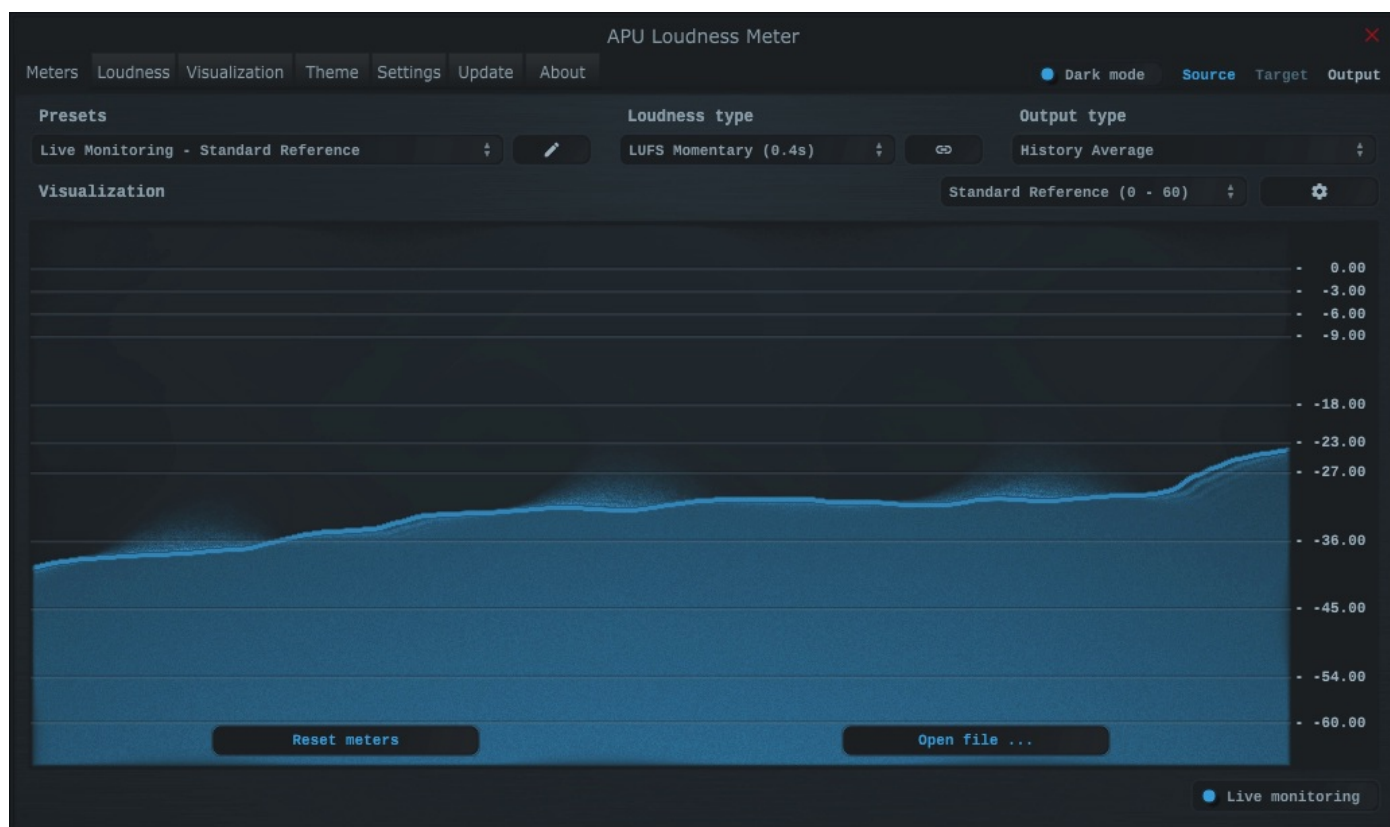 APU Loudness Meter
Meters Loudness Visualization Theme Settings Update About
Dark mode Source Target Output
Presets Loudness type Output type
Live Monitoring - Standard Reference LUFS Momentary (0.4s) History Average
Visualization Standard Reference (0 - 60)
- 0.00
- -3.00
- -6.00
- -9.00
- -18.00
- -23.00
- -27.00
- -36.00
- -45.00
- -54.00
- -60.00
Reset meters Open file ...
Live monitoring